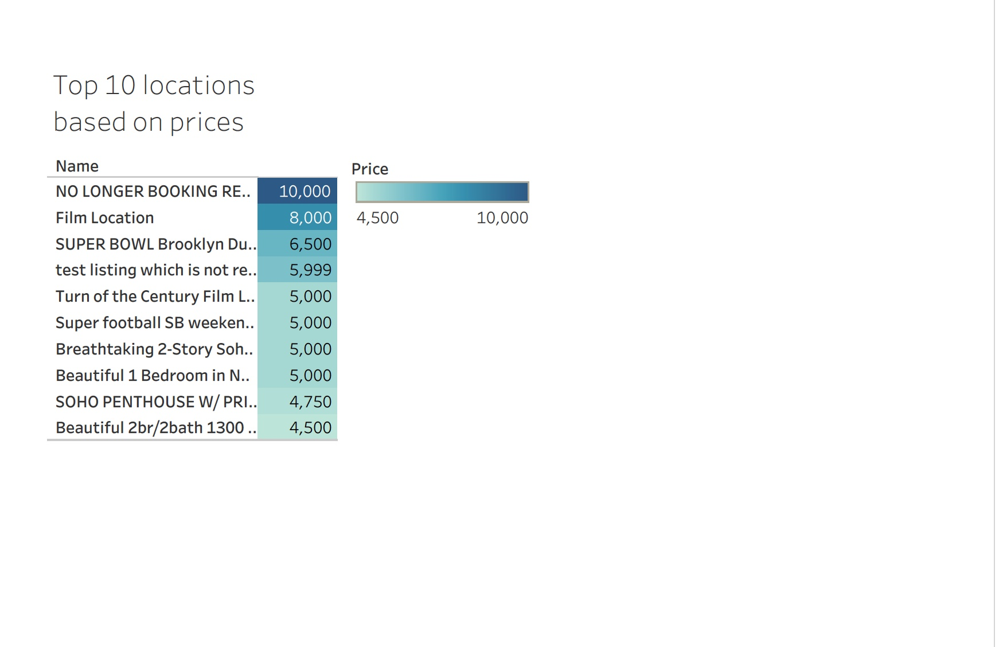 Top 10 locations
based on prices
Name
NO LONGER BOOKING RE.. 10,000
Film Location 8,000
SUPER BOWL Brooklyn Du.. 6,500
test listing which is not re.. 5,999
Turn of the Century Film L.. 5,000
Super football SB weeken.. 5,000
Breathtaking 2-Story Soh.. 5,000
Beautiful 1 Bedroom in N.. 5,000
SOHO PENTHOUSE W/ PRI.. 4,750
Beautiful 2br/2bath 1300 .. 4,500
Price
4,500 10,000